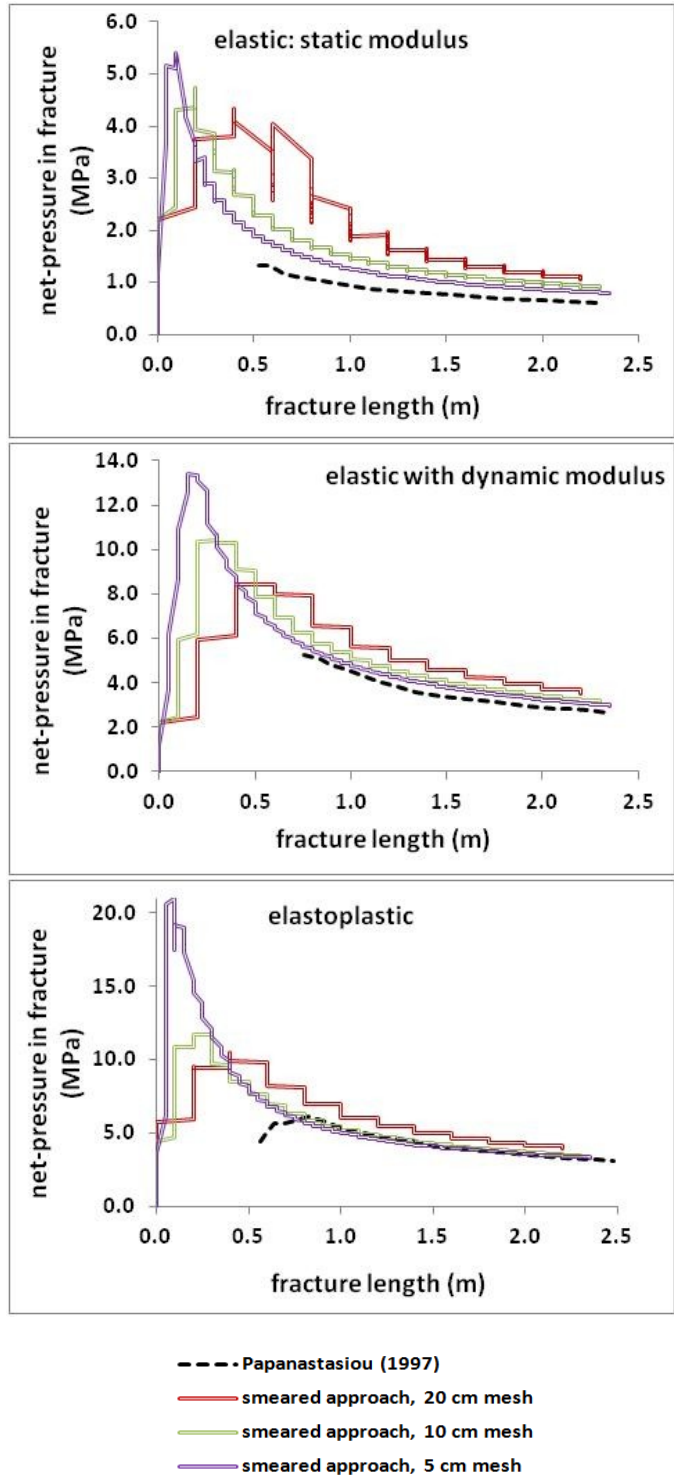 elastic: static modulus
net-pressure in fracture
(MPa)
6.0
5.0
4.0
3.0
2.0
1.0
0.0
0.0 0.5 1.0 1.5 2.0 2.5
fracture length (m)
elastic with dynamic modulus
net-pressure in fracture
(MPa)
14.0
12.0
10.0
8.0
6.0
4.0
2.0
0.0
0.0 0.5 1.0 1.5 2.0 2.5
fracture length (m)
elastoplastic
net-pressure in fracture
(MPa)
20.0
15.0
10.0
5.0
0.0
0.0 0.5 1.0 1.5 2.0 2.5
fracture length (m)
Papanastasiou (1997)
smeared approach, 20 cm mesh
smeared approach, 10 cm mesh
smeared approach, 5 cm mesh